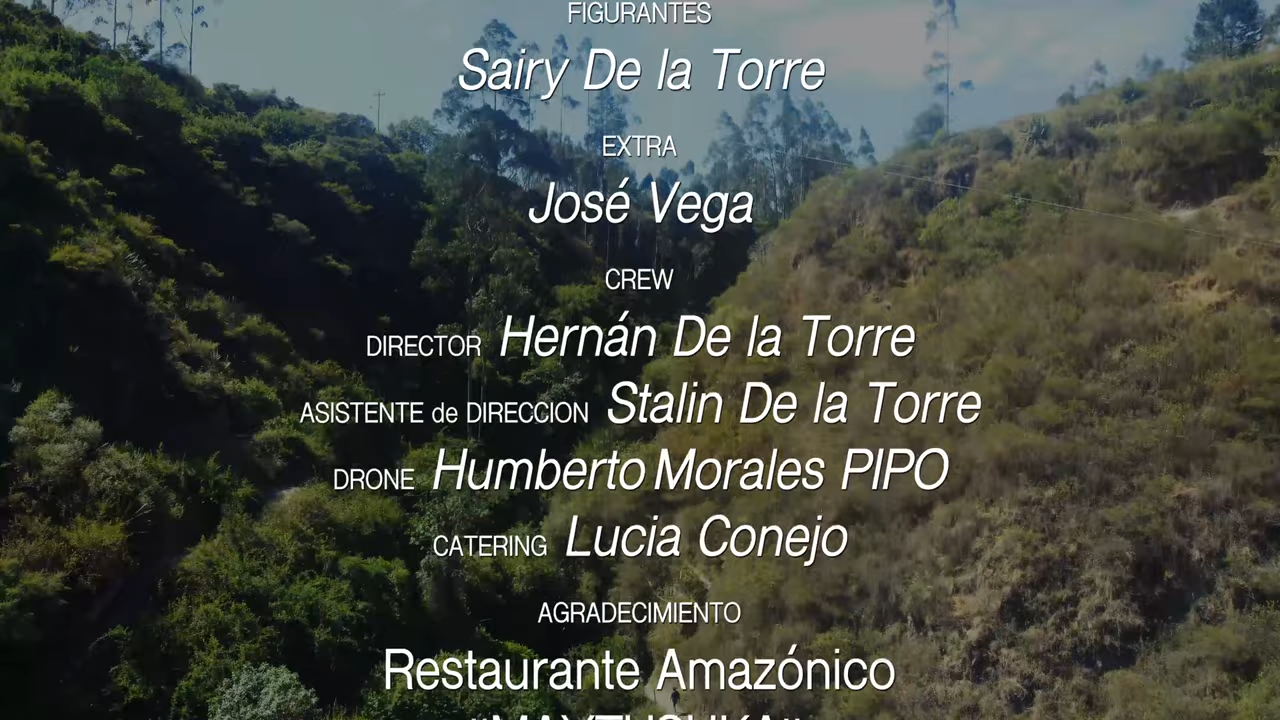 FIGURANTES
Sairy De la Torre
EXTRA
José Vega
CREW
DIRECTOR Hernán De la Torre
ASISTENTE de DIRECCION Stalin De la Torre
DRONE Humberto Morales PIPO
CATERING Lucia Conejo
AGRADECIMIENTO
Restaurante Amazónico